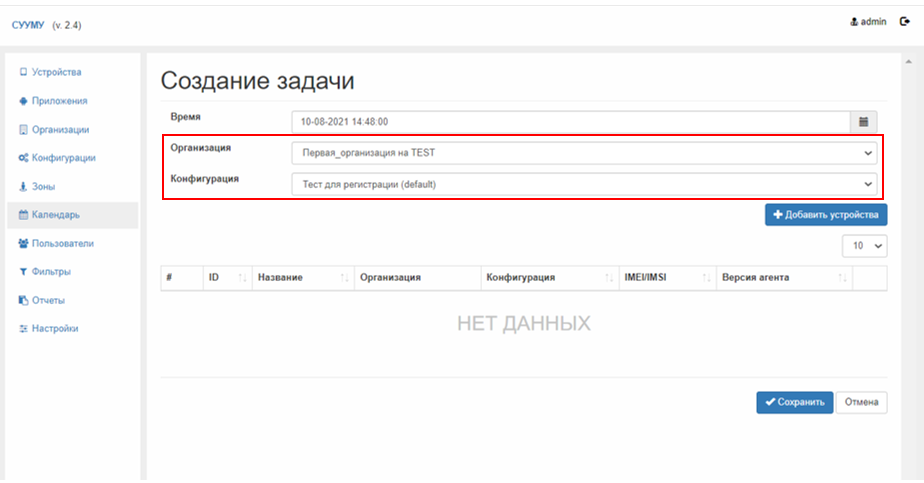 СУУМУ (v. 2.4) admin
Устройства
Приложения
Организации
Конфигурации
Зоны
Календарь
Пользователи
Фильтры
Отчеты
Настройки
Создание задачи
Время 10-08-2021 14:48:00
Организация Первая_организация на TEST
Конфигурация Тест для регистрации (default)
Добавить устройства
10
# ID Название Организация Конфигурация IMEI/IMSI Версия агента
НЕТ ДАННЫХ
Сохранить Отмена